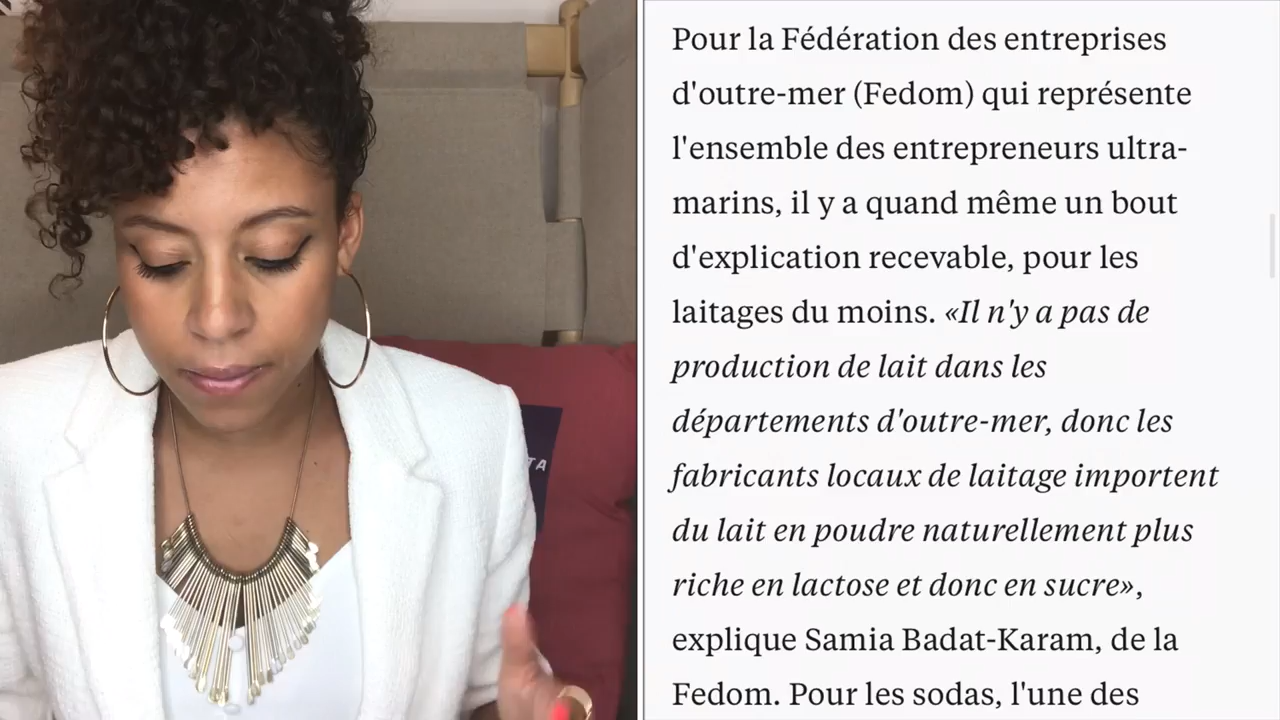 Pour la Fédération des entreprises
d'outre-mer (Fedom) qui représente
l'ensemble des entrepreneurs ultra-
marins, il y a quand même un bout
d'explication recevable, pour les
laitages du moins. «Il n'y a pas de
production de lait dans les
départements d'outre-mer, donc les
fabricants locaux de laitage importent
du lait en poudre naturellement plus
riche en lactose et donc en sucre»,
explique Samia Badat-Karam, de la
Fedom. Pour les sodas, l'une des